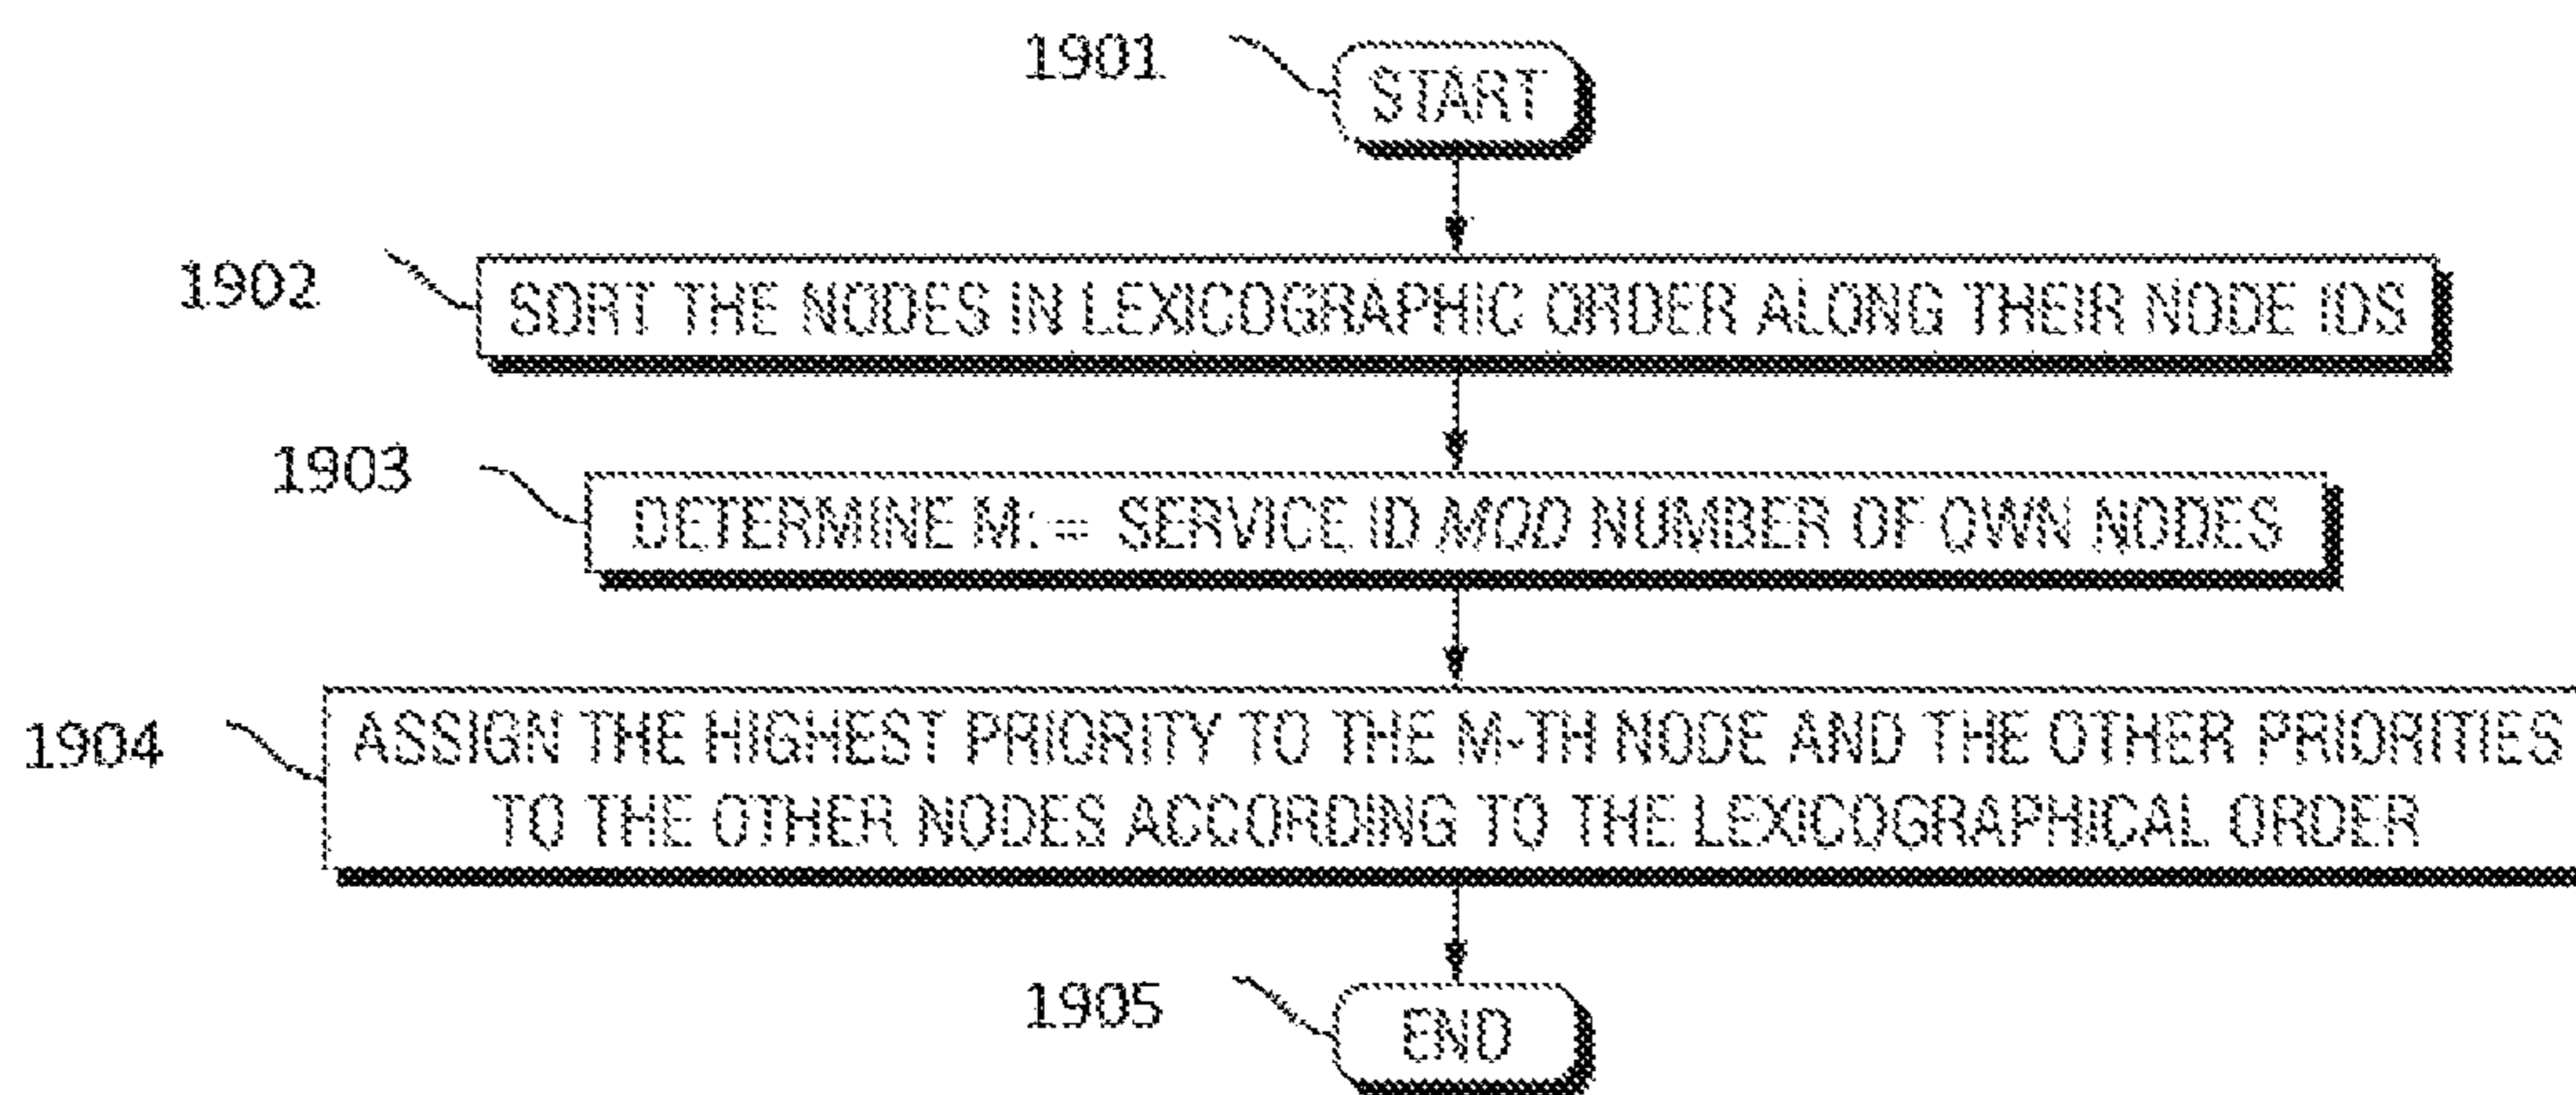 1901
START
1902
SORT THE NODES IN LEXICOGRAPHIC ORDER ALONG THEIR NODE IDS
1903
DETERMINE M:= SERVICE ID MOD NUMBER OF OWN NODES
1904
ASSIGN THE HIGHEST PRIORITY TO THE M-TH NODE AND THE OTHER PRIORITIES
TO THE OTHER NODES ACCORDING TO THE LEXICOGRAPHICAL ORDER
1905
END